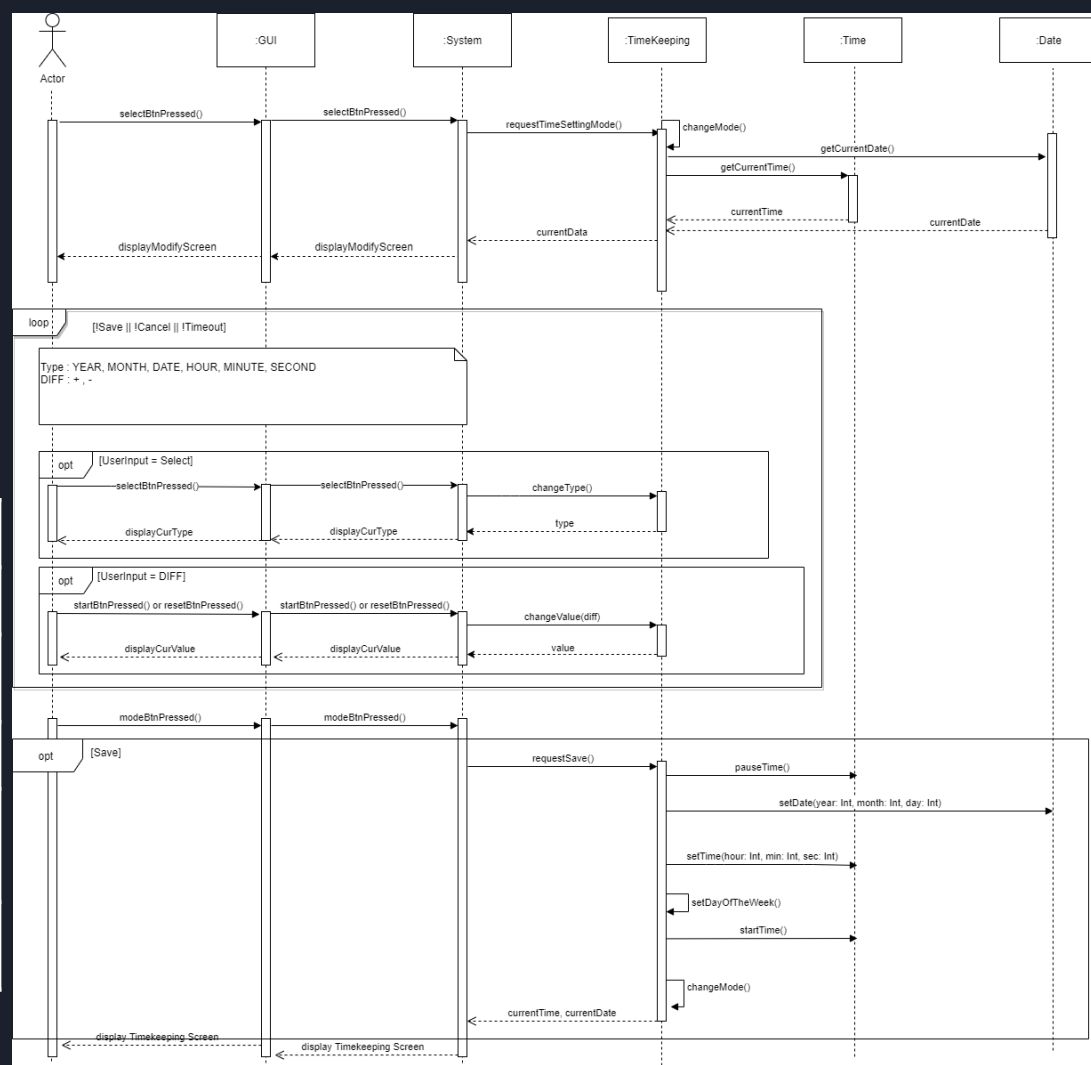 :GUI
:System
:TimeKeeping
:Time
:Date
Actor
selectBtnPressed()
selectBtnPressed()
requestTimeSettingMode()
changeMode()
getCurrentDate()
getCurrentTime()
currentTime
currentDate
currentData
displayModifyScreen
displayModifyScreen
loop
[!Save || !Cancel || !Timeout]
Type : YEAR, MONTH, DATE, HOUR, MINUTE, SECOND
DIFF : + , -
opt
[UserInput = Select]
selectBtnPressed()
selectBtnPressed()
changeType()
type
displayCurType
displayCurType
opt
[UserInput = DIFF]
startBtnPressed() or resetBtnPressed()
startBtnPressed() or resetBtnPressed()
changeValue(diff)
value
displayCurValue
displayCurValue
modeBtnPressed()
modeBtnPressed()
opt
[Save]
requestSave()
pauseTime()
setDate(year: Int, month: Int, day: Int)
setTime(hour: Int, min: Int, sec: Int)
setDayOfTheWeek()
startTime()
changeMode()
currentTime, currentDate
display Timekeeping Screen
display Timekeeping Screen